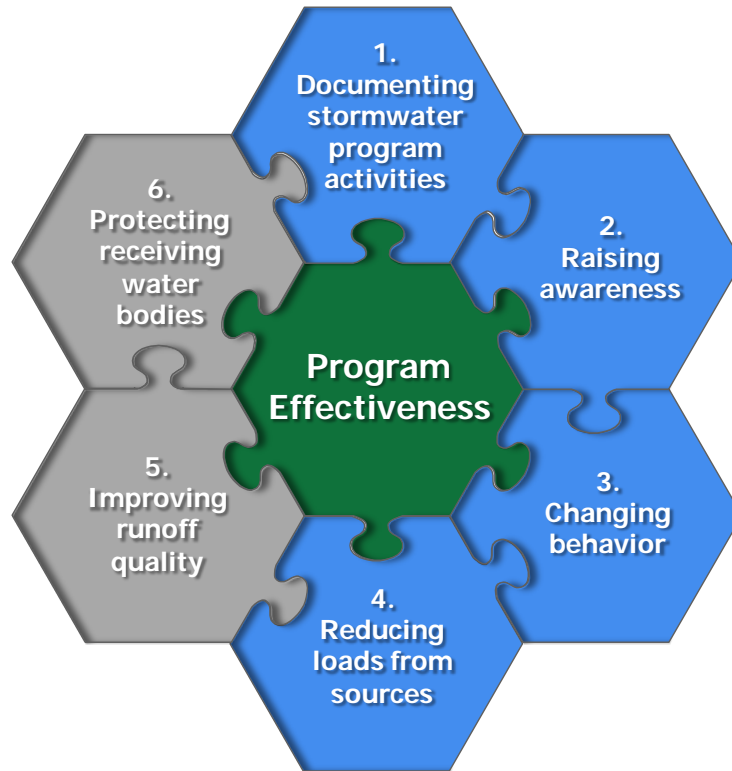 1.
Documenting
stormwater
program
activities
2.
Raising
awareness
3.
Changing
behavior
4.
Reducing
loads from
sources
5.
Improving
runoff
quality
6.
Protecting
receiving
water
bodies
Program
Effectiveness